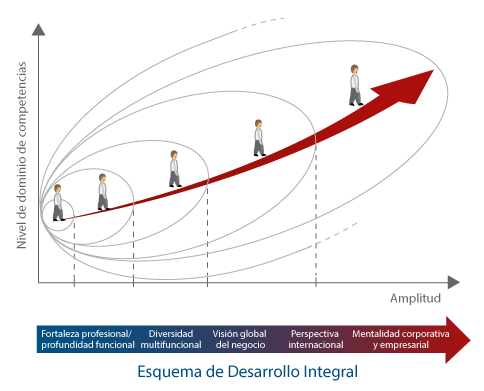 Nivel de dominio de competencias
Amplitud
Fortaleza profesional/
profundidad funcional
Diversidad
multifuncional
Visión global
del negocio
Perspectiva
internacional
Mentalidad corporativa
y empresarial
Esquema de Desarrollo Integral